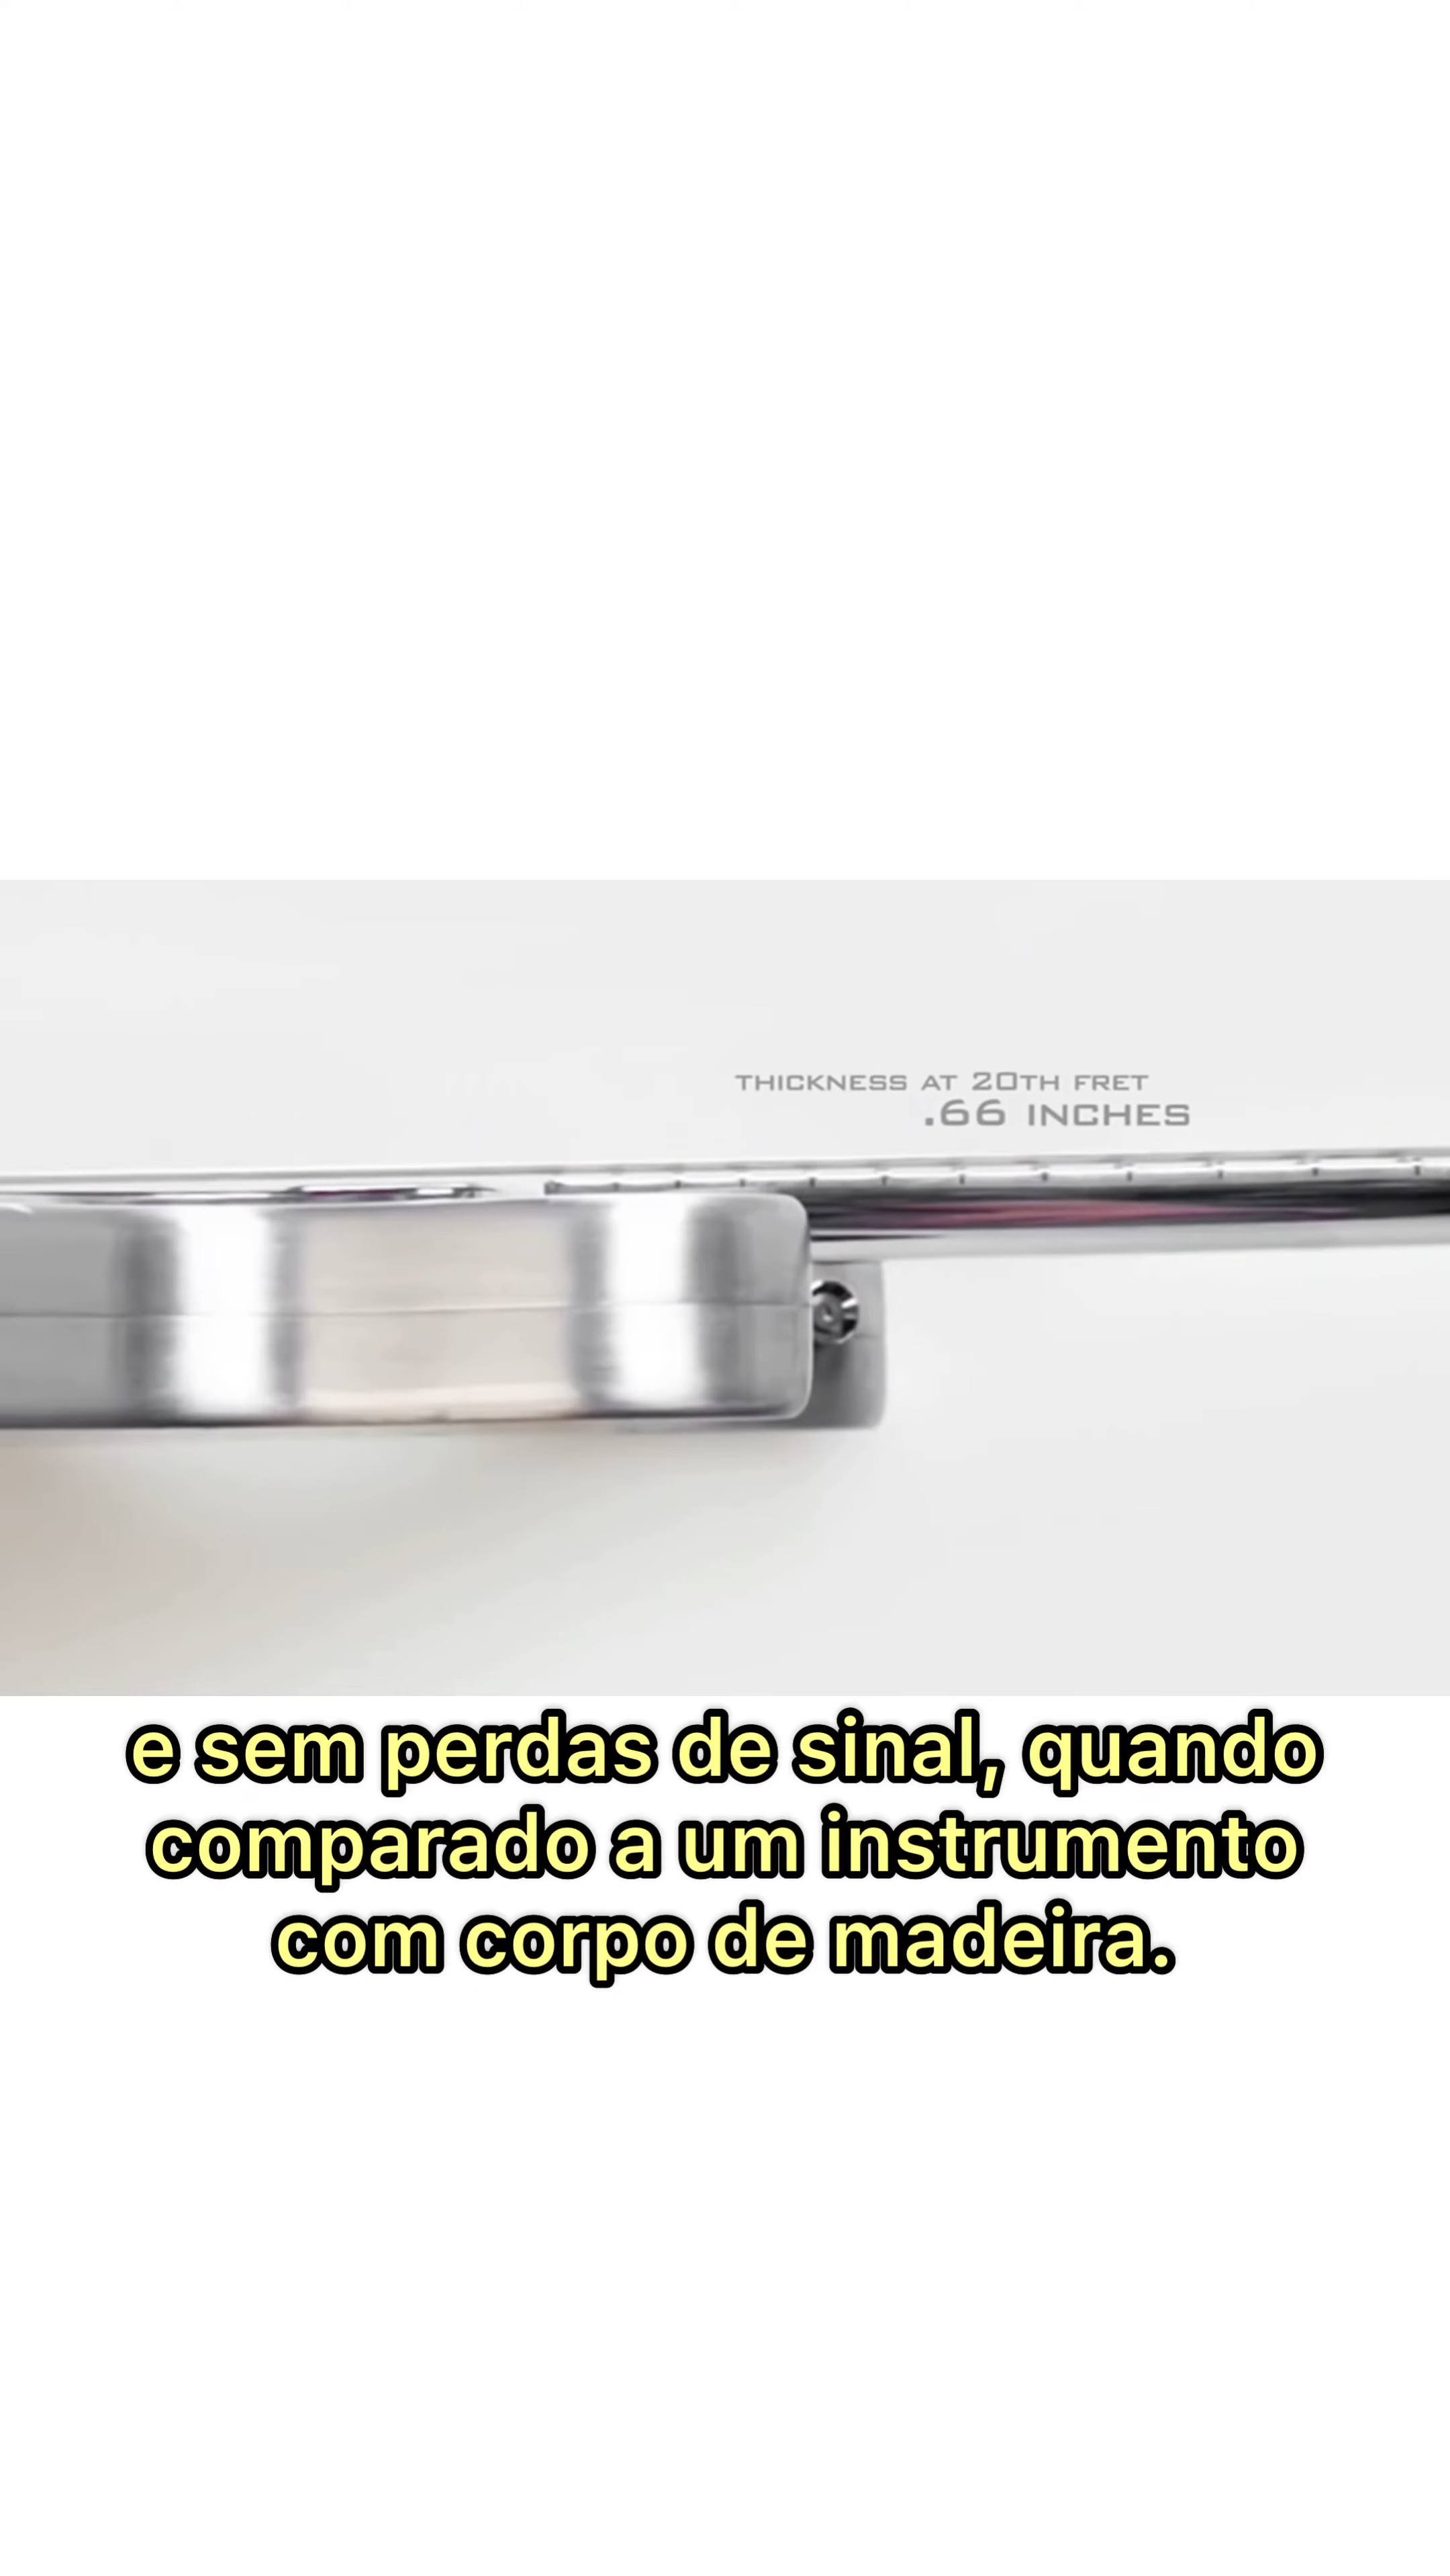 THICKNESS AT 20TH FRET
.66 INCHES
e sem perdas de sinal, quando
comparado a um instrumento
com corpo de madeira.